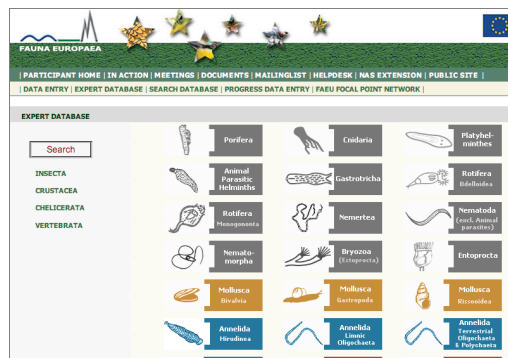 FAUNA EUROPAEA
| PARTICIPANT HOME | IN ACTION | MEETINGS | DOCUMENTS | MAILINGLIST | HELPDESK | NAS EXTENSION | PUBLIC SITE |
| DATA ENTRY | EXPERT DATABASE | SEARCH DATABASE | PROGRESS DATA ENTRY | FAEU FOCAL POINT NETWORK |
EXPERT DATABASE
Search
INSECTA
CRUSTACEA
CHELICERATA
VERTEBRATA
Porifera
Cnidaria
Platyhel-
minthes
Animal
Parasitic
Helminths
Gastrotricha
Rotifera
Bdelloidea
Rotifera
Monogononta
Nemertea
Nematoda
(excl. Animal
parasites)
Nemato-
morpha
Bryozoa
(Ectoprocta)
Entoprocta
Mollusca
Bivalvia
Mollusca
Gastropoda
Mollusca
Rissooidea
Annelida
Hirudinea
Annelida
Limnic
Oligochaeta
Annelida
Terrestrial
Oligochaeta
& Polychaeta